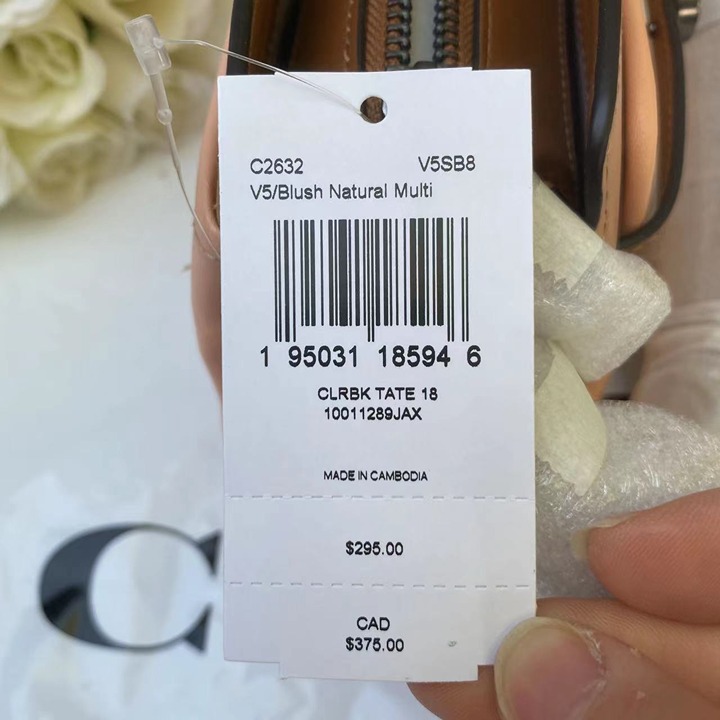 C2632 V5SB8
V5/Blush Natural Multi
1 95031 18594 6
CLRBK TATE 18
10011289JAX
MADE IN CAMBODIA
$295.00
CAD
$375.00
C